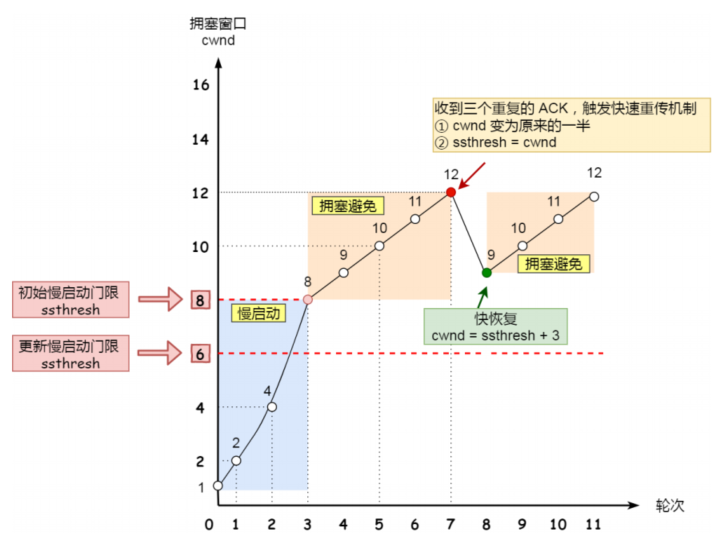 拥塞窗口
cwnd
16
收到三个重复的 ACK，触发快速重传机制
① cwnd 变为原来的一半
② ssthresh = cwnd
14
12
12
12
拥塞避免
11
11
10
10
10
9
9
拥塞避免
初始慢启动门限
ssthresh
8
8
慢启动
快恢复
cwnd = ssthresh + 3
更新慢启动门限
ssthresh
6
4
4
2
2
1
0 1 2 3 4 5 6 7 8 9 10 11
轮次